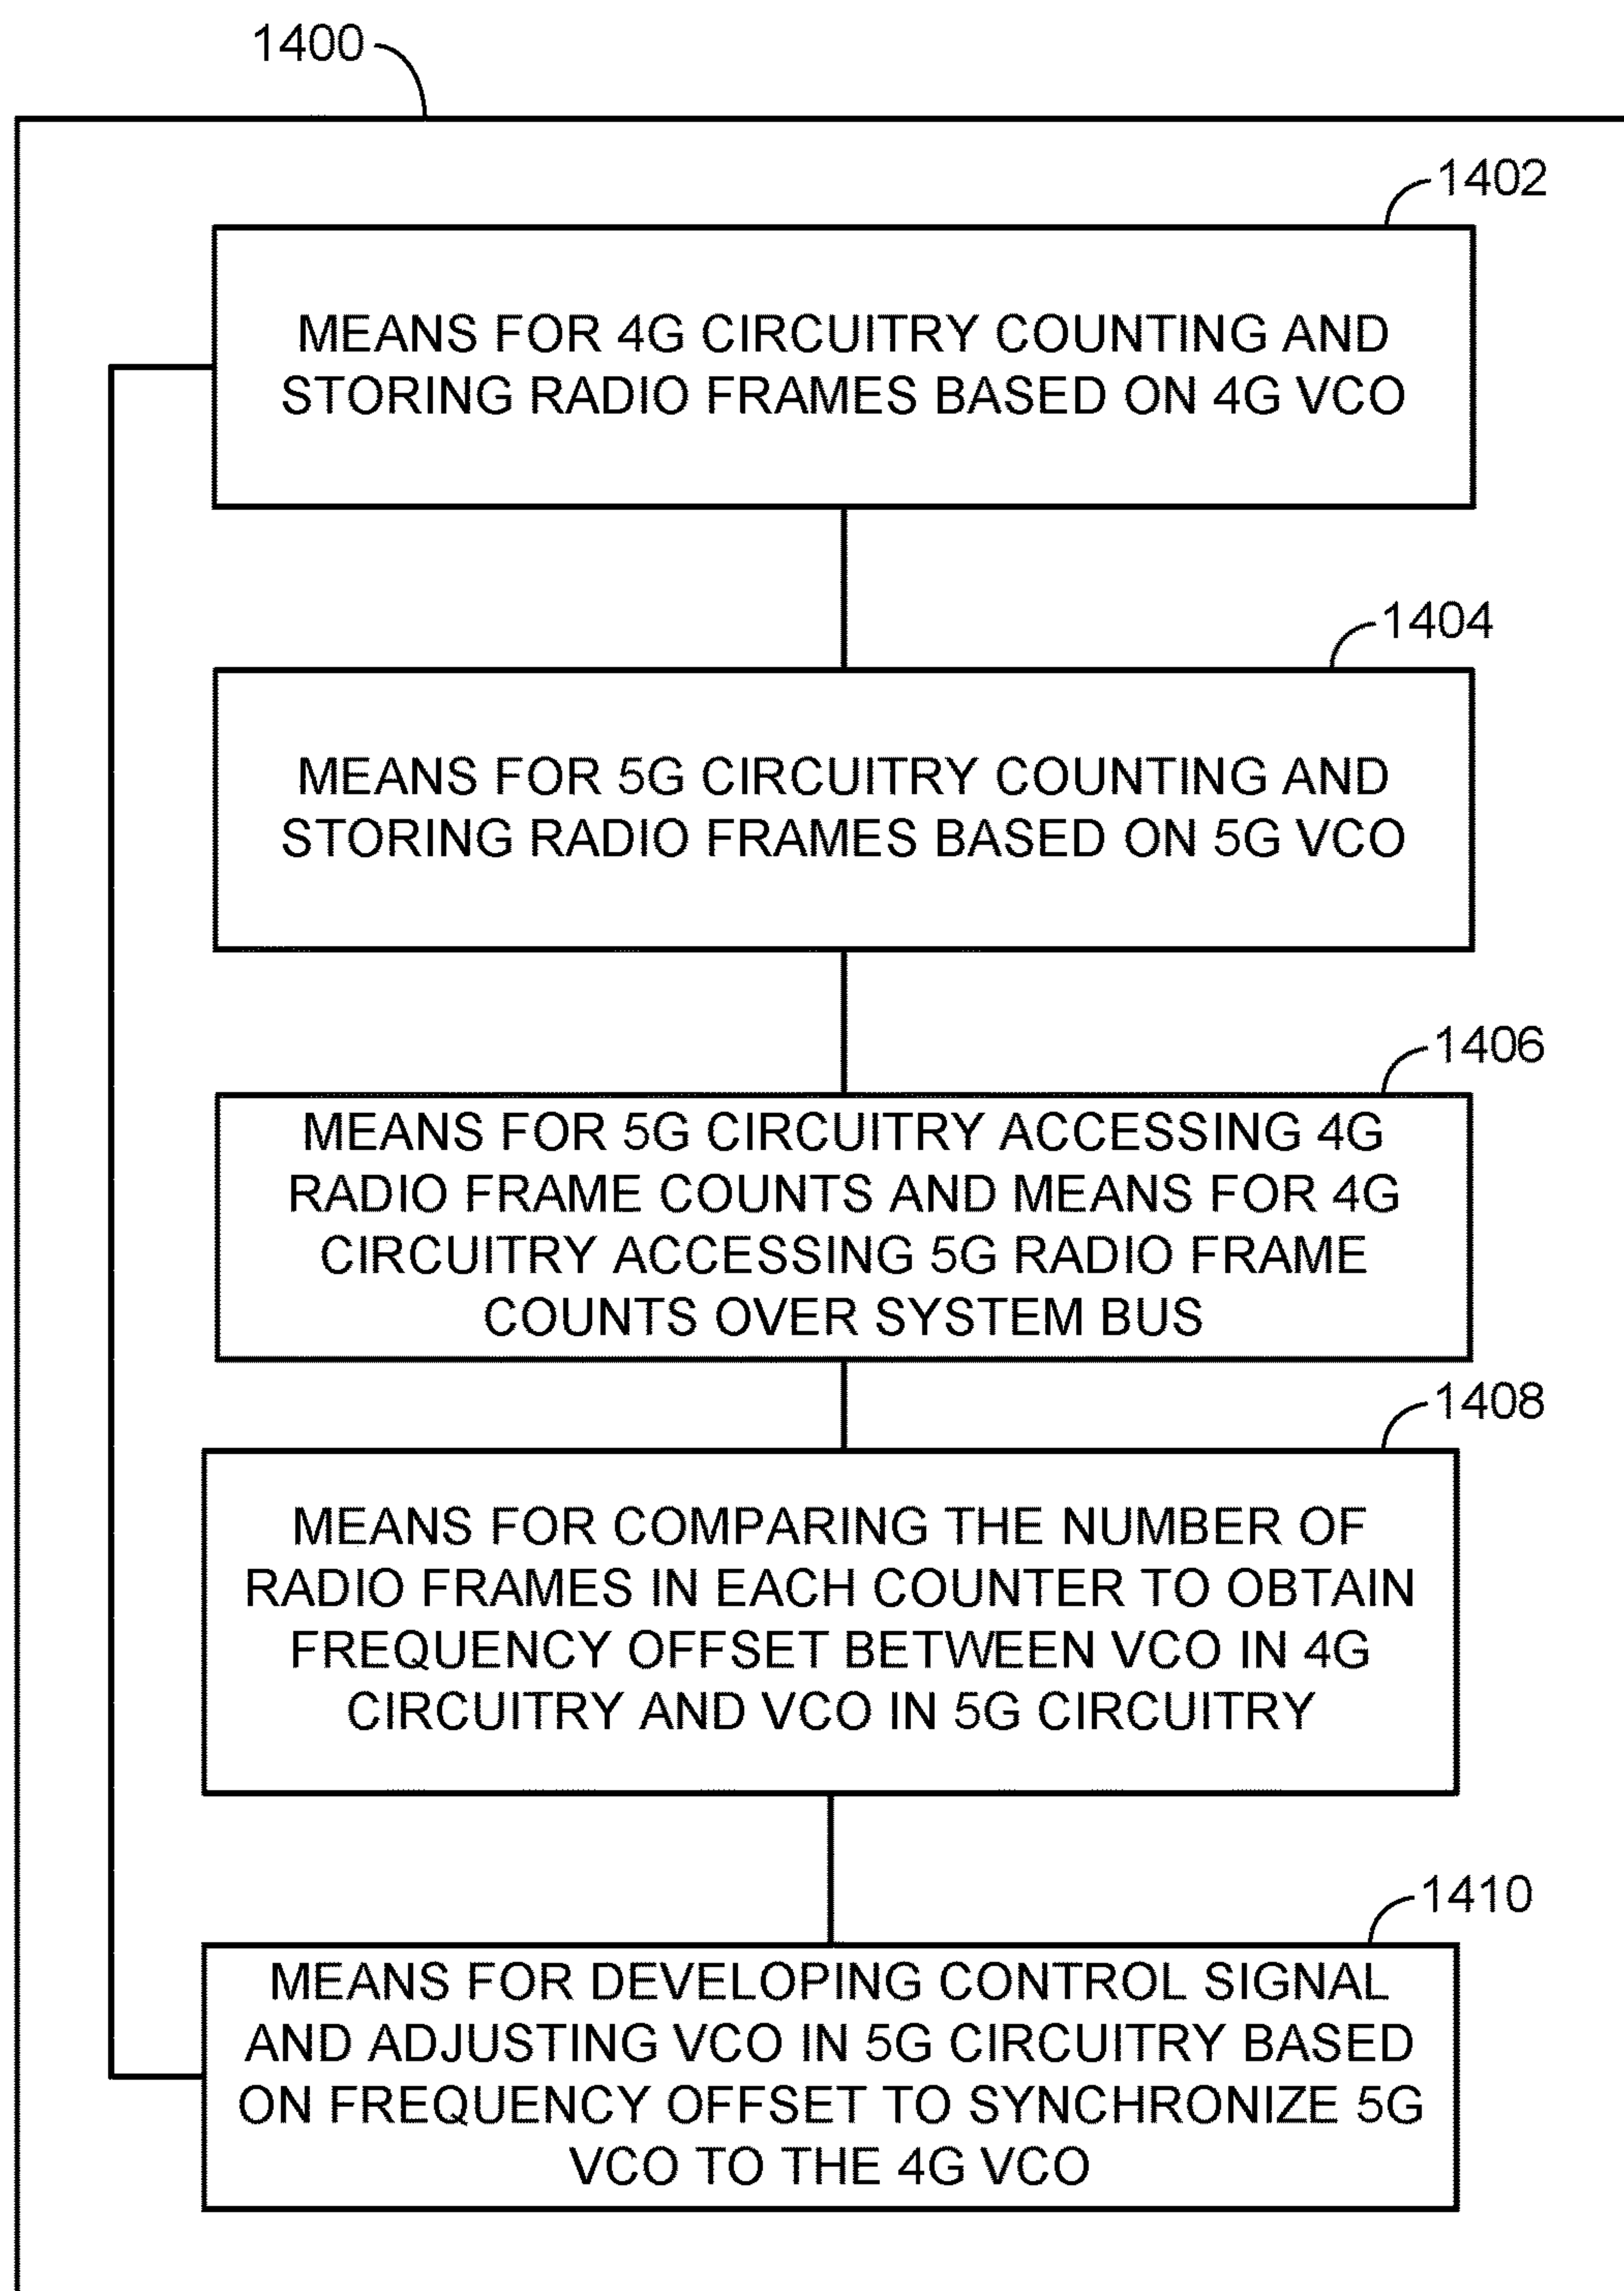 1400
1402
MEANS FOR 4G CIRCUITRY COUNTING AND
STORING RADIO FRAMES BASED ON 4G VCO
1404
MEANS FOR 5G CIRCUITRY COUNTING AND
STORING RADIO FRAMES BASED ON 5G VCO
1406
MEANS FOR 5G CIRCUITRY ACCESSING 4G
RADIO FRAME COUNTS AND MEANS FOR 4G
CIRCUITRY ACCESSING 5G RADIO FRAME
COUNTS OVER SYSTEM BUS
1408
MEANS FOR COMPARING THE NUMBER OF
RADIO FRAMES IN EACH COUNTER TO OBTAIN
FREQUENCY OFFSET BETWEEN VCO IN 4G
CIRCUITRY AND VCO IN 5G CIRCUITRY
1410
MEANS FOR DEVELOPING CONTROL SIGNAL
AND ADJUSTING VCO IN 5G CIRCUITRY BASED
ON FREQUENCY OFFSET TO SYNCHRONIZE 5G
VCO TO THE 4G VCO